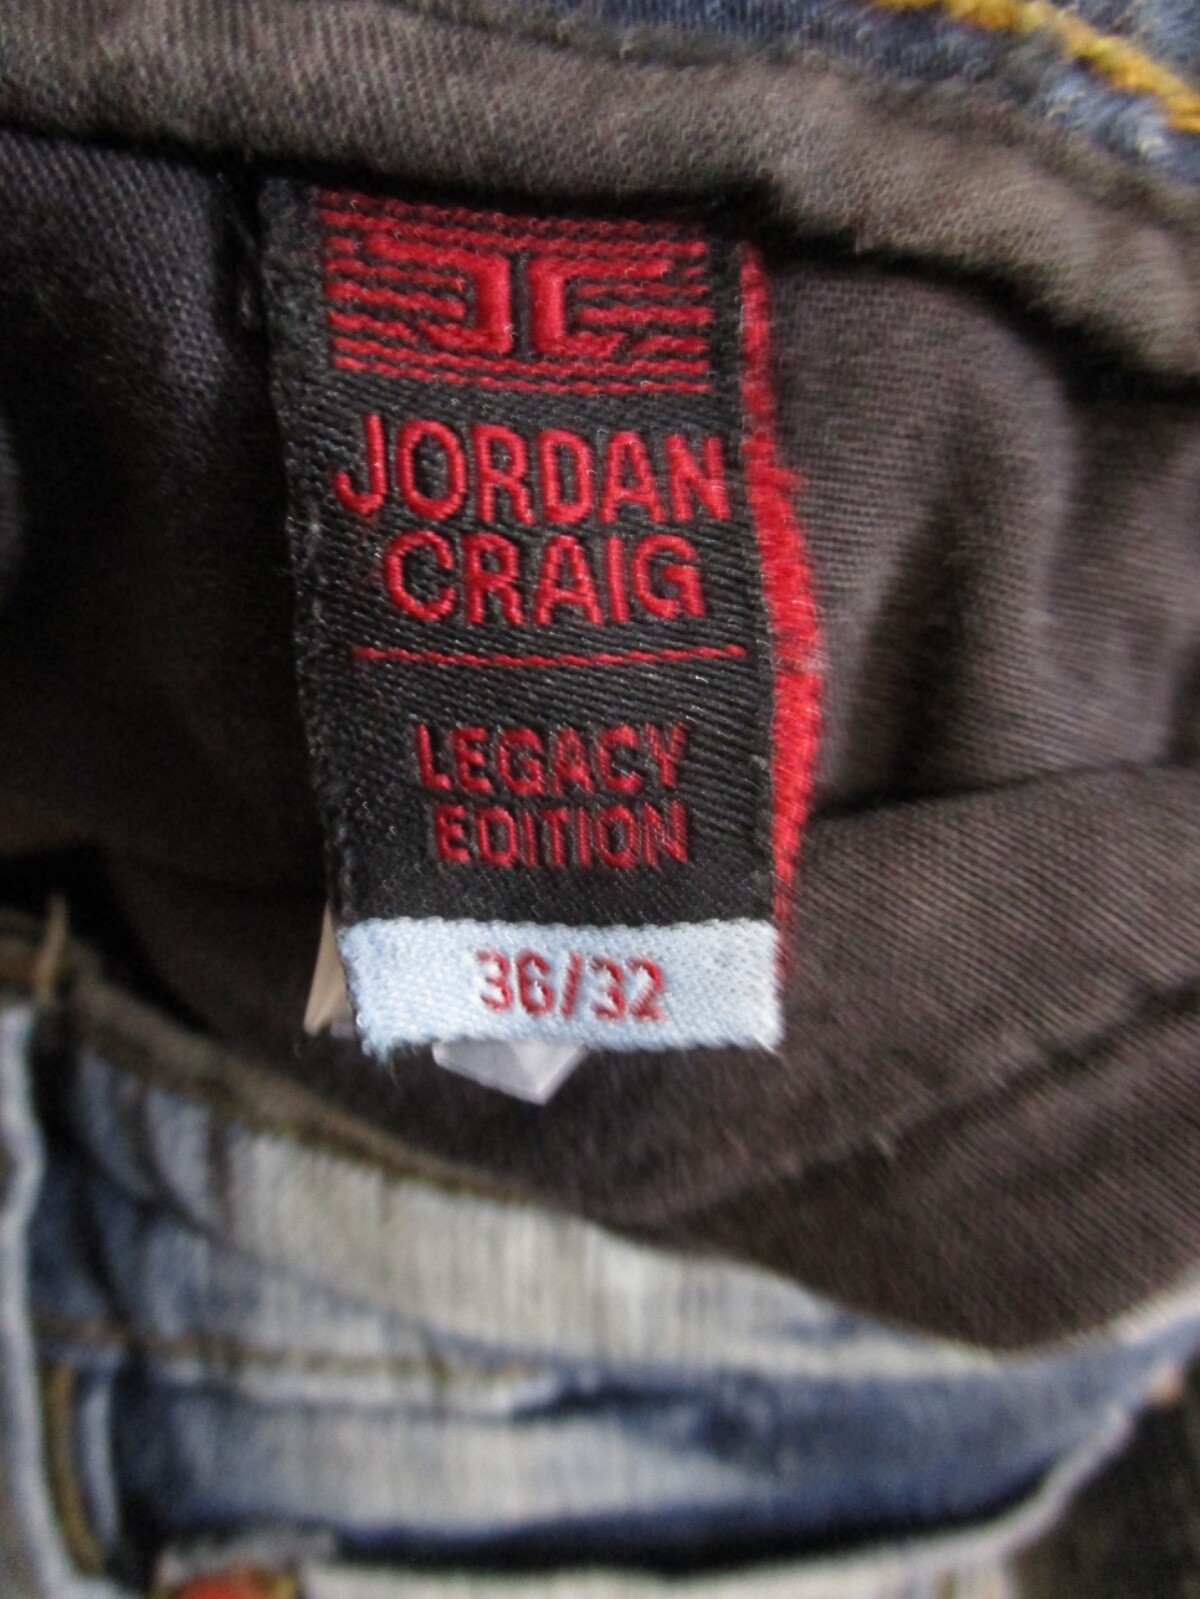 JC
JORDAN
CRAIG
LEGACY
EDITION
36/32